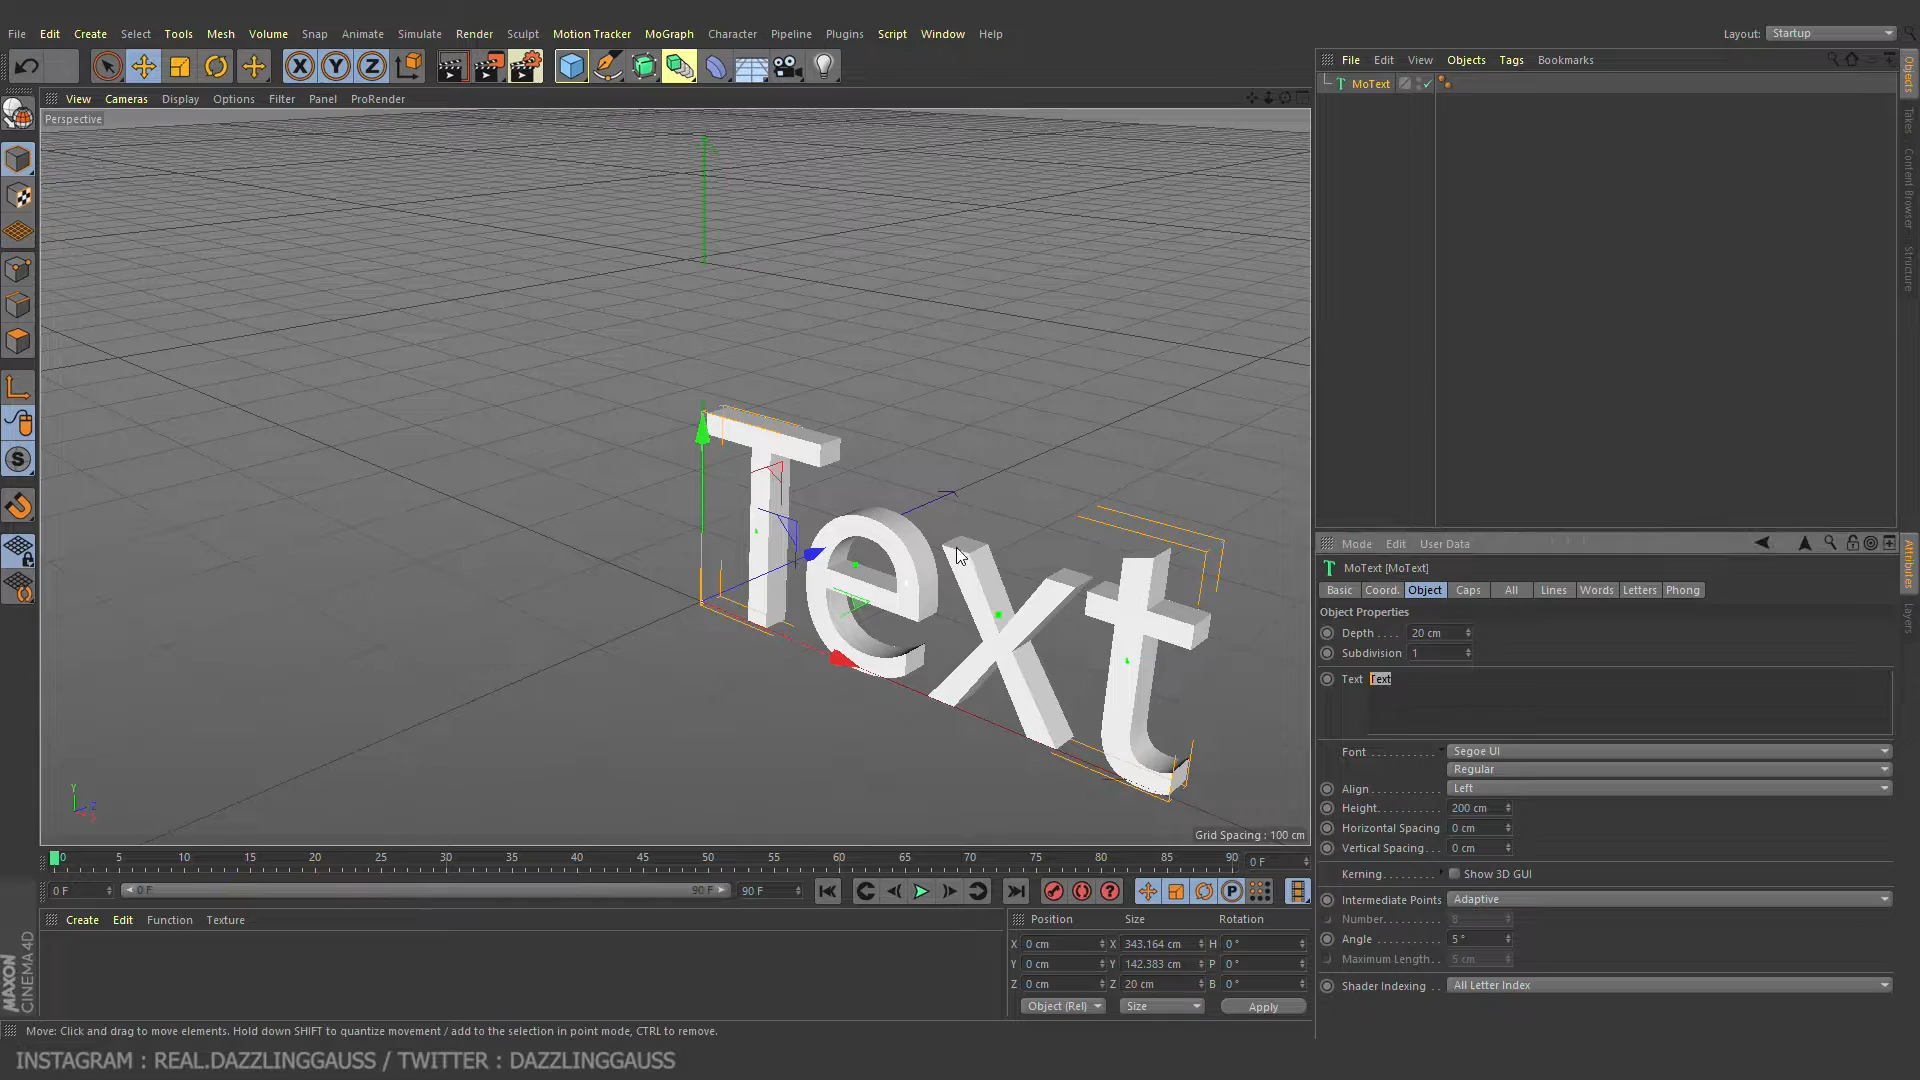 File Edit Create Select Tools Mesh Volume Snap Animate Simulate Render Sculpt Motion Tracker MoGraph Character Pipeline Plugins Script Window Help
Layout: Startup
X Y Z
File Edit View Objects Tags Bookmarks
MoText
View Cameras Display Options Filter Panel ProRender
Perspective
Text
Y
Z
X
Grid Spacing : 100 cm
Objects
Takes
Content Browser
Structure
Mode Edit User Data
MoText [MoText]
Basic Coord. Object Caps All Lines Words Letters Phong
Object Properties
Depth . . . . 20 cm
Subdivision 1
Text Text
Font . . . . . . . . . . . Segoe UI
Regular
Align . . . . . . . . . . . Left
Height. . . . . . . . . . 200 cm
Horizontal Spacing 0 cm
Vertical Spacing. . . 0 cm
Kerning. . . . . . . . . Show 3D GUI
Intermediate Points Adaptive
Number. . . . . . . . . 8
Angle . . . . . . . . . . 5 °
Maximum Length. . 5 cm
Shader Indexing . . All Letter Index
Attributes
Layers
0 5 10 15 20 25 30 35 40 45 50 55 60 65 70 75 80 85 90 0 F
0 F 0 F 90 F 90 F
Create Edit Function Texture
Position Size Rotation
X 0 cm X 343.164 cm H 0 °
Y 0 cm Y 142.383 cm P 0 °
Z 0 cm Z 20 cm B 0 °
Object (Rel) Size Apply
MAXON
CINEMA 4D
Move: Click and drag to move elements. Hold down SHIFT to quantize movement / add to the selection in point mode, CTRL to remove.
INSTAGRAM : REAL.DAZZLINGGAUSS / TWITTER : DAZZLINGGAUSS